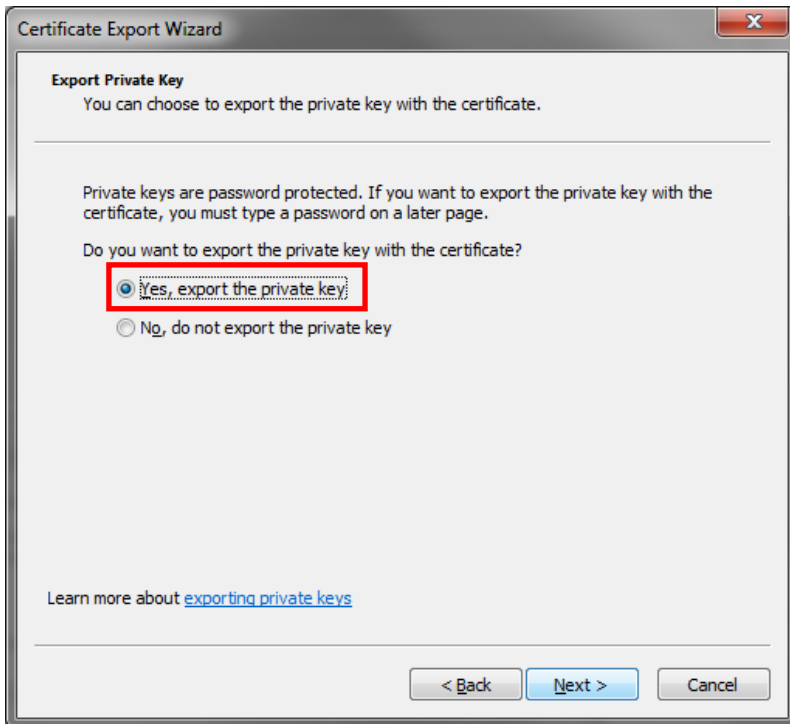 Certificate Export Wizard
Export Private Key
You can choose to export the private key with the certificate.
Private keys are password protected. If you want to export the private key with the
certificate, you must type a password on a later page.
Do you want to export the private key with the certificate?
Yes, export the private key
No, do not export the private key
Learn more about exporting private keys
< Back Next > Cancel